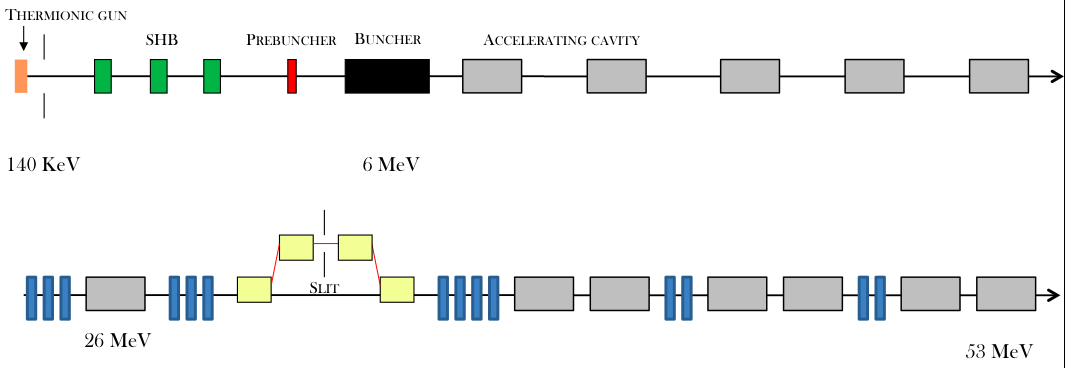 THERMIONIC GUN
SHB
PREBUNCHER
BUNCHER
ACCELERATING CAVITY
140 KeV
6 MeV
SLIT
26 MeV
53 MeV